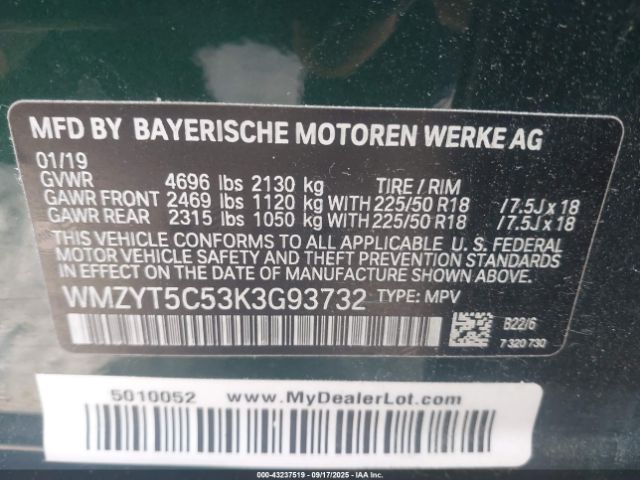 MFD BY BAYERISCHE MOTOREN WERKE AG
01/19
GVWR 4696 lbs 2130 kg TIRE / RIM
GAWR FRONT 2469 lbs 1120 kg WITH 225/50 R18 /7.5J x 18
GAWR REAR 2315 lbs 1050 kg WITH 225/50 R18 /7.5J x 18
THIS VEHICLE CONFORMS TO ALL APPLICABLE U. S. FEDERAL
MOTOR VEHICLE SAFETY, BUMPER, AND THEFT PREVENTION
STANDARDS IN EFFECT ON THE DATE OF MANUFACTURE SHOWN ABOVE.
WMZYT5C53K3G93732 TYPE: MPV
B22/6
7 320 730
5010052 www.MyDealerLot.com
000-43237519 - 09/17/2025 - IAAI